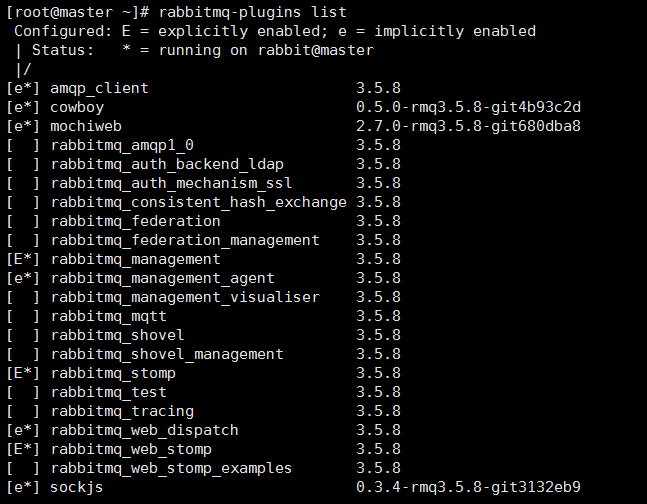 [root@master ~]# rabbitmq-plugins list
 Configured: E = explicitly enabled; e = implicitly enabled
 | Status:   * = running on rabbit@master
 |/
[e*] amqp_client                       3.5.8
[e*] cowboy                            0.5.0-rmq3.5.8-git4b93c2d
[e*] mochiweb                          2.7.0-rmq3.5.8-git680dba8
[  ] rabbitmq_amqp1_0                  3.5.8
[  ] rabbitmq_auth_backend_ldap        3.5.8
[  ] rabbitmq_auth_mechanism_ssl       3.5.8
[  ] rabbitmq_consistent_hash_exchange 3.5.8
[  ] rabbitmq_federation               3.5.8
[  ] rabbitmq_federation_management    3.5.8
[E*] rabbitmq_management               3.5.8
[e*] rabbitmq_management_agent         3.5.8
[  ] rabbitmq_management_visualiser    3.5.8
[  ] rabbitmq_mqtt                     3.5.8
[  ] rabbitmq_shovel                   3.5.8
[  ] rabbitmq_shovel_management        3.5.8
[E*] rabbitmq_stomp                    3.5.8
[  ] rabbitmq_test                     3.5.8
[  ] rabbitmq_tracing                  3.5.8
[e*] rabbitmq_web_dispatch             3.5.8
[E*] rabbitmq_web_stomp                3.5.8
[  ] rabbitmq_web_stomp_examples       3.5.8
[e*] sockjs                            0.3.4-rmq3.5.8-git3132eb9